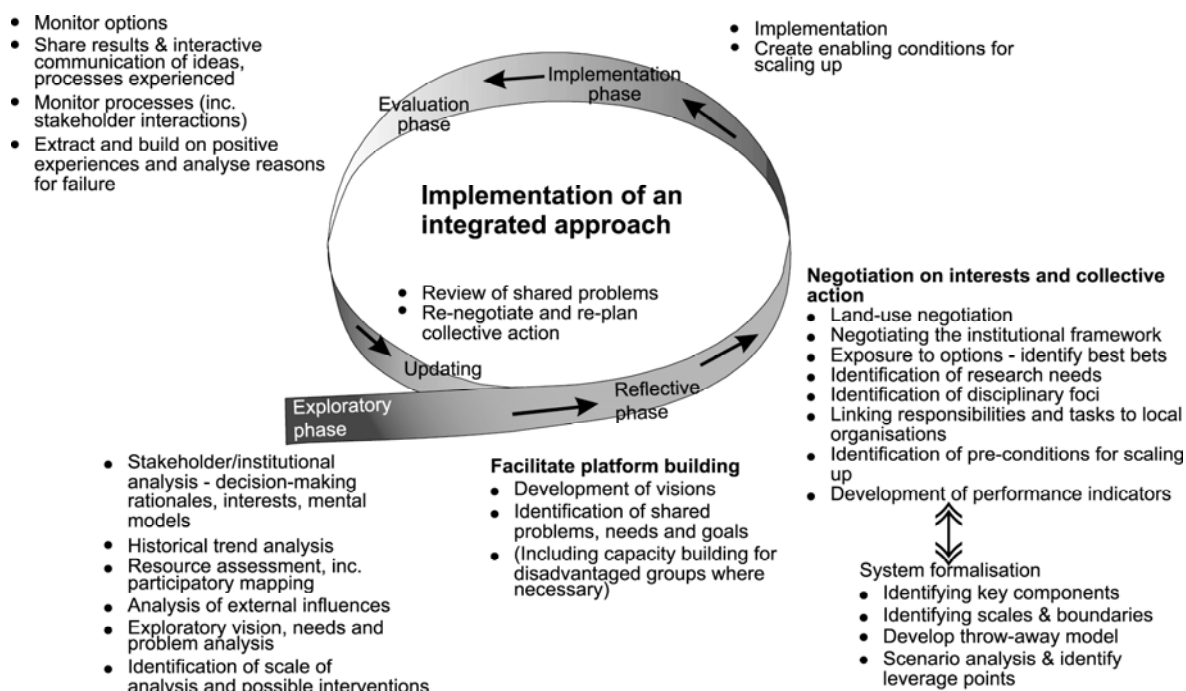 • Monitor options
• Share results & interactive
communication of ideas,
processes experienced
• Monitor processes (inc.
stakeholder interactions)
• Extract and build on positive
experiences and analyse reasons
for failure
• Implementation
• Create enabling conditions for
scaling up
Implementation
phase
Evaluation
phase
Implementation of an
integrated approach
• Review of shared problems
• Re-negotiate and re-plan
collective action
Updating
Exploratory
phase
Reflective
phase
Negotiation on interests and collective
action
• Land-use negotiation
• Negotiating the institutional framework
• Exposure to options - identify best bets
• Identification of research needs
• Identification of disciplinary foci
• Linking responsibilities and tasks to local
organisations
• Identification of pre-conditions for scaling
up
• Development of performance indicators
• Stakeholder/institutional
analysis - decision-making
rationales, interests, mental
models
• Historical trend analysis
• Resource assessment, inc.
participatory mapping
• Analysis of external influences
• Exploratory vision, needs and
problem analysis
• Identification of scale of
analysis and possible interventions
Facilitate platform building
• Development of visions
• Identification of shared
problems, needs and goals
• (Including capacity building for
disadvantaged groups where
necessary)
System formalisation
• Identifying key components
• Identifying scales & boundaries
• Develop throw-away model
• Scenario analysis & identify
leverage points